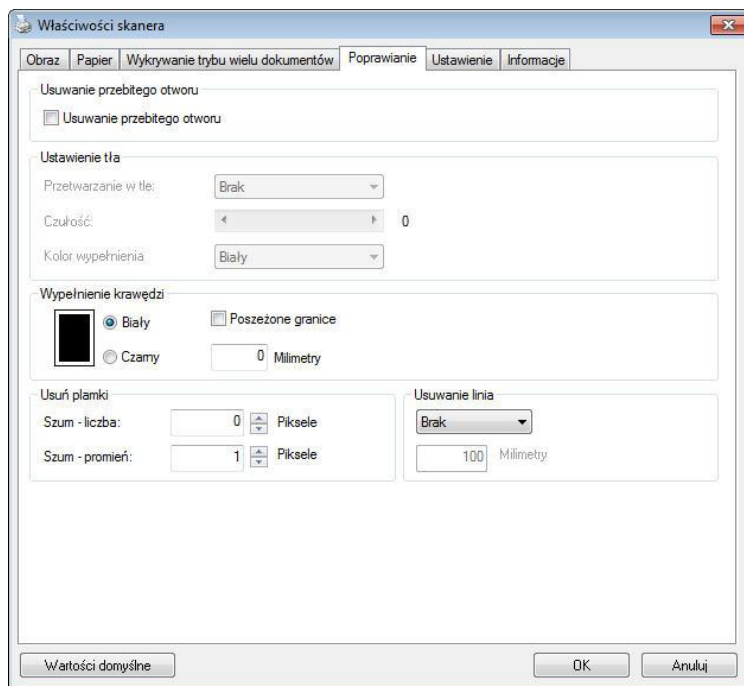 Właściwości skanera
Obraz Papier Wykrywanie trybu wielu dokumentów Poprawianie Ustawienie Informacje
Usuwanie przebitego otworu
Usuwanie przebitego otworu
Ustawienie tła
Przetwarzanie w tle: Brak
Czułość: 0
Kolor wypełnienia Biały
Wypełnienie krawędzi
Biały Poszeżone granice
Czarny 0 Milimetry
Usuń plamki
Szum - liczba: 0 Piksele
Szum - promień: 1 Piksele
Usuwanie linia
Brak
100 Milimetry
Wartości domyślne OK Anuluj